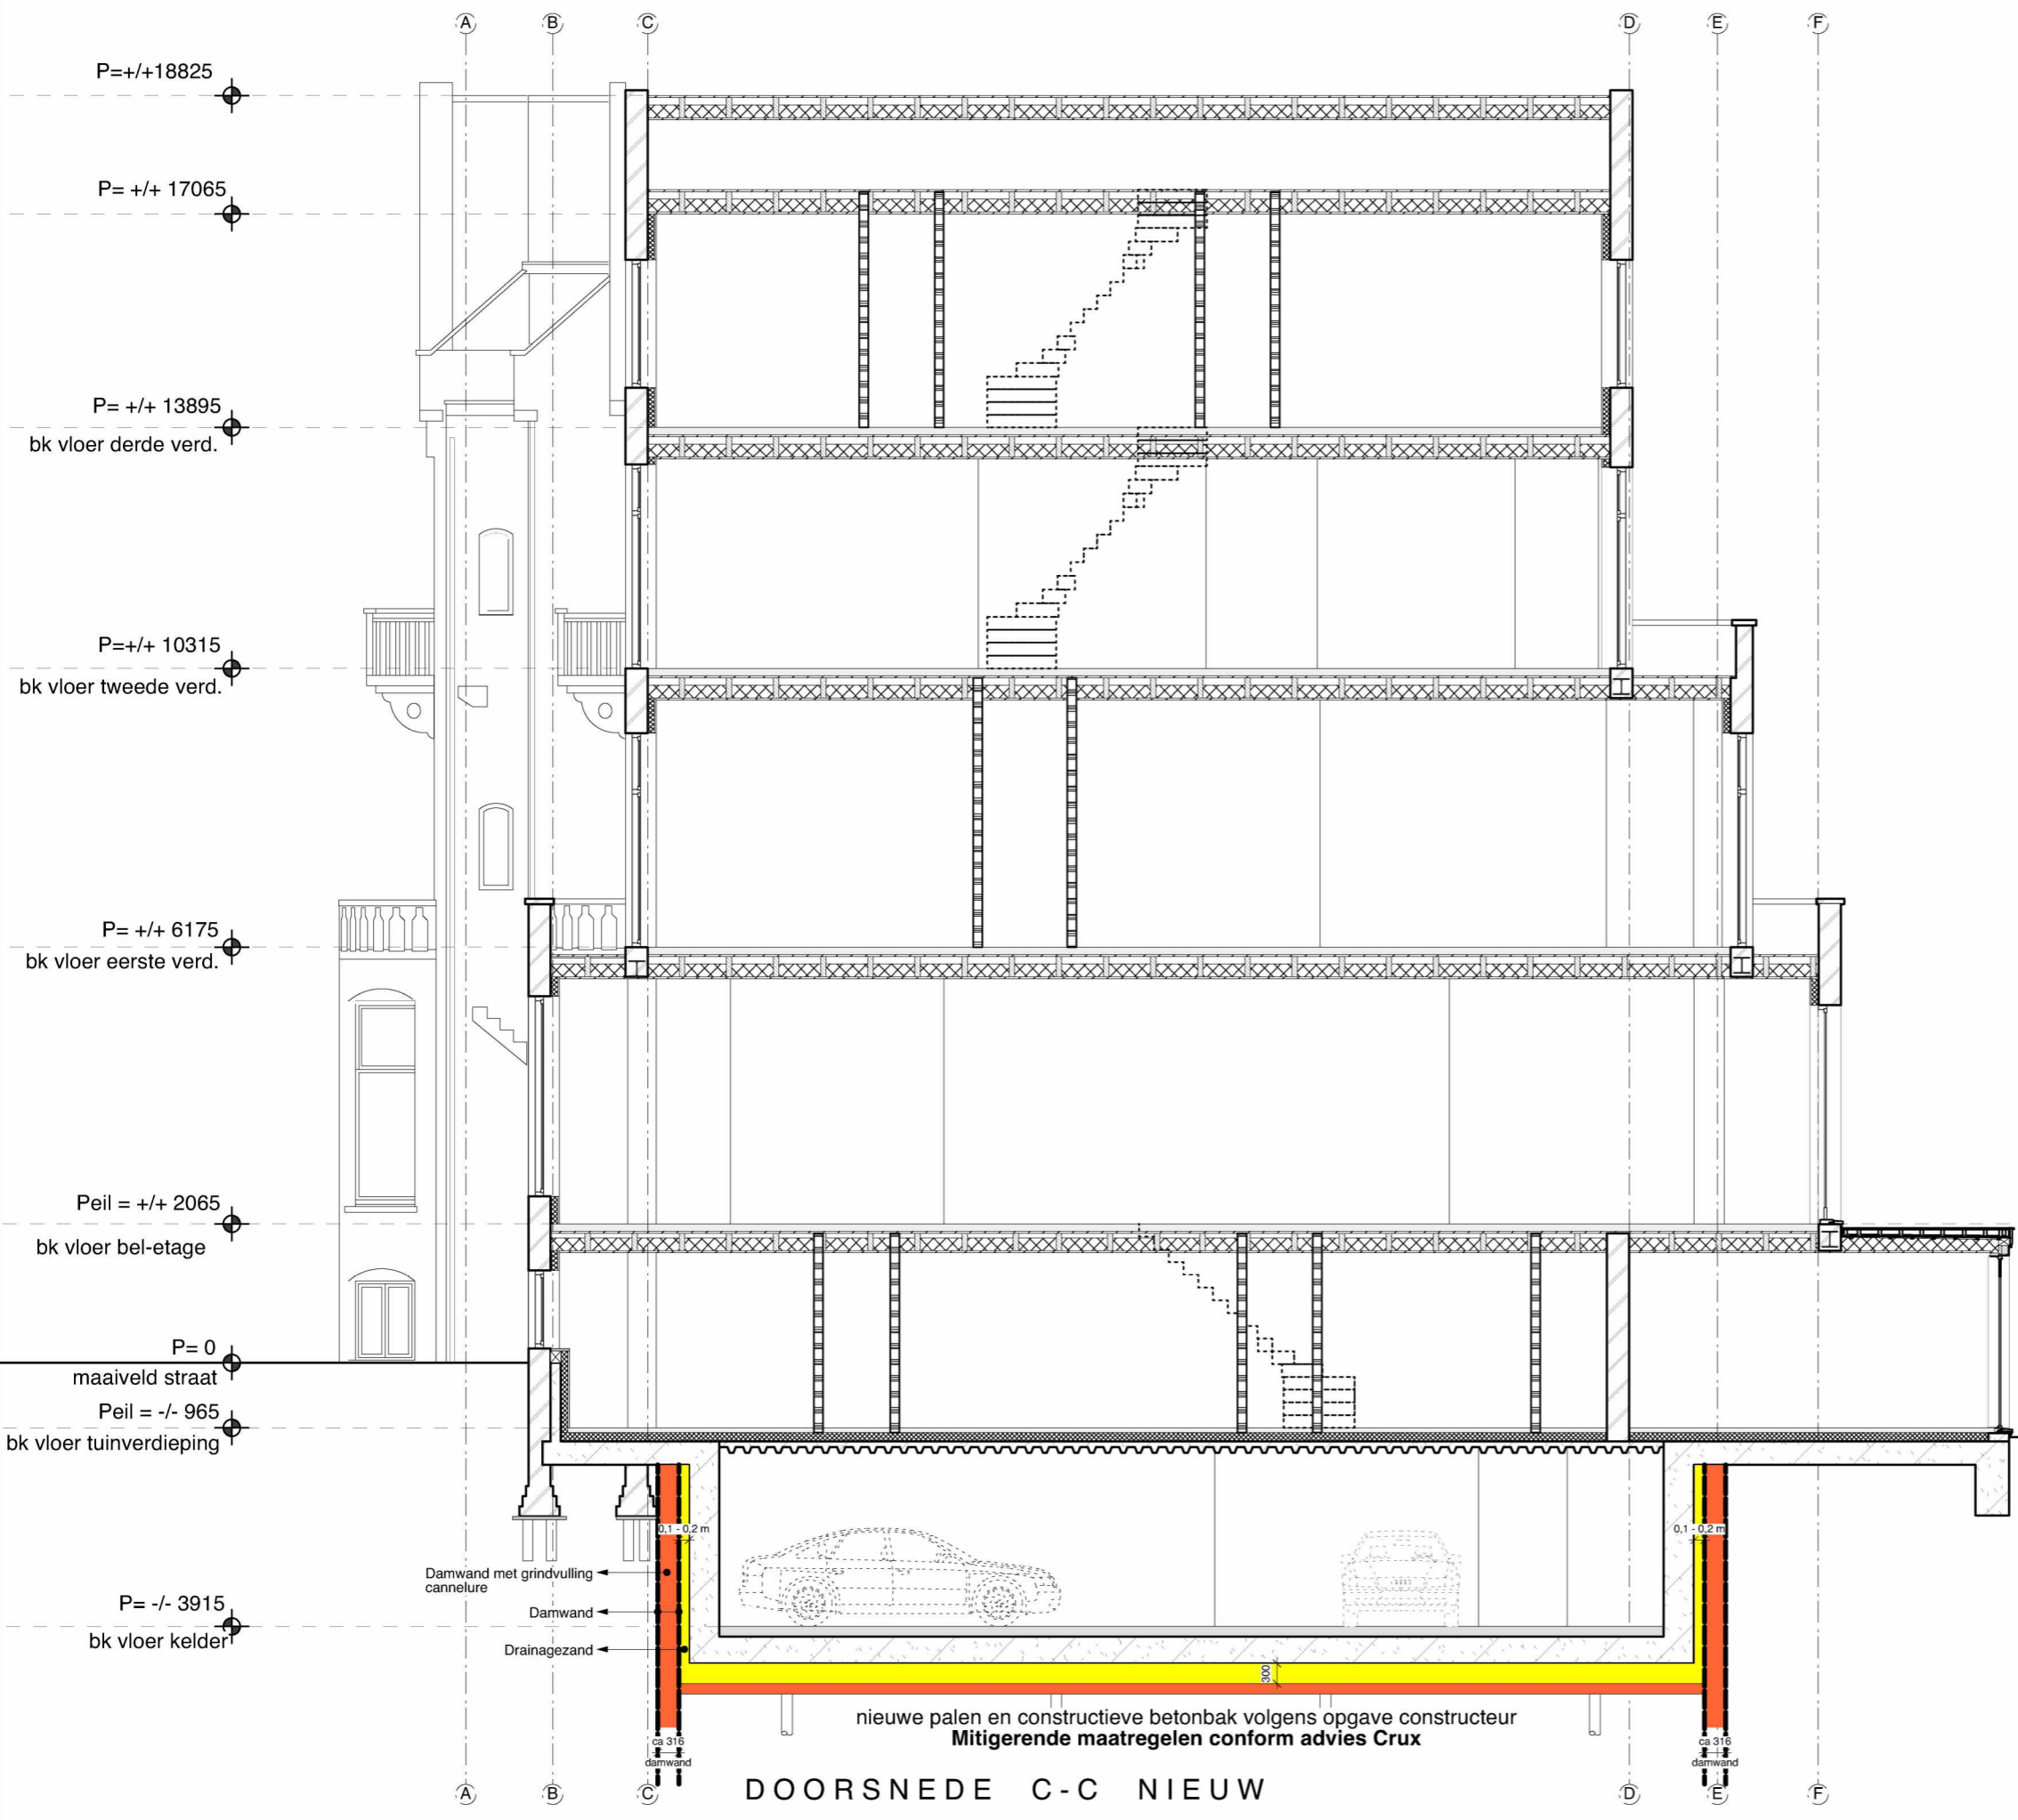 A B C D E F
P=+/+18825
P= +/+ 17065
P= +/+ 13895
bk vloer derde verd.
P=+/+ 10315
bk vloer tweede verd.
P= +/+ 6175
bk vloer eerste verd.
Peil = +/+ 2065
bk vloer bel-etage
P= 0
maaiveld straat
Peil = -/- 965
bk vloer tuinverdieping
0,1 - 0,2 m
0,1 - 0,2 m
Damwand met grindvulling
cannelure
Damwand
P= -/- 3915
bk vloer kelder
Drainagezand
300
nieuwe palen en constructieve betonbak volgens opgave constructeur
Mitigerende maatregelen conform advies Crux
ca 316
damwand
ca 316
damwand
DOORSNEDE C-C NIEUW
A B C D E F